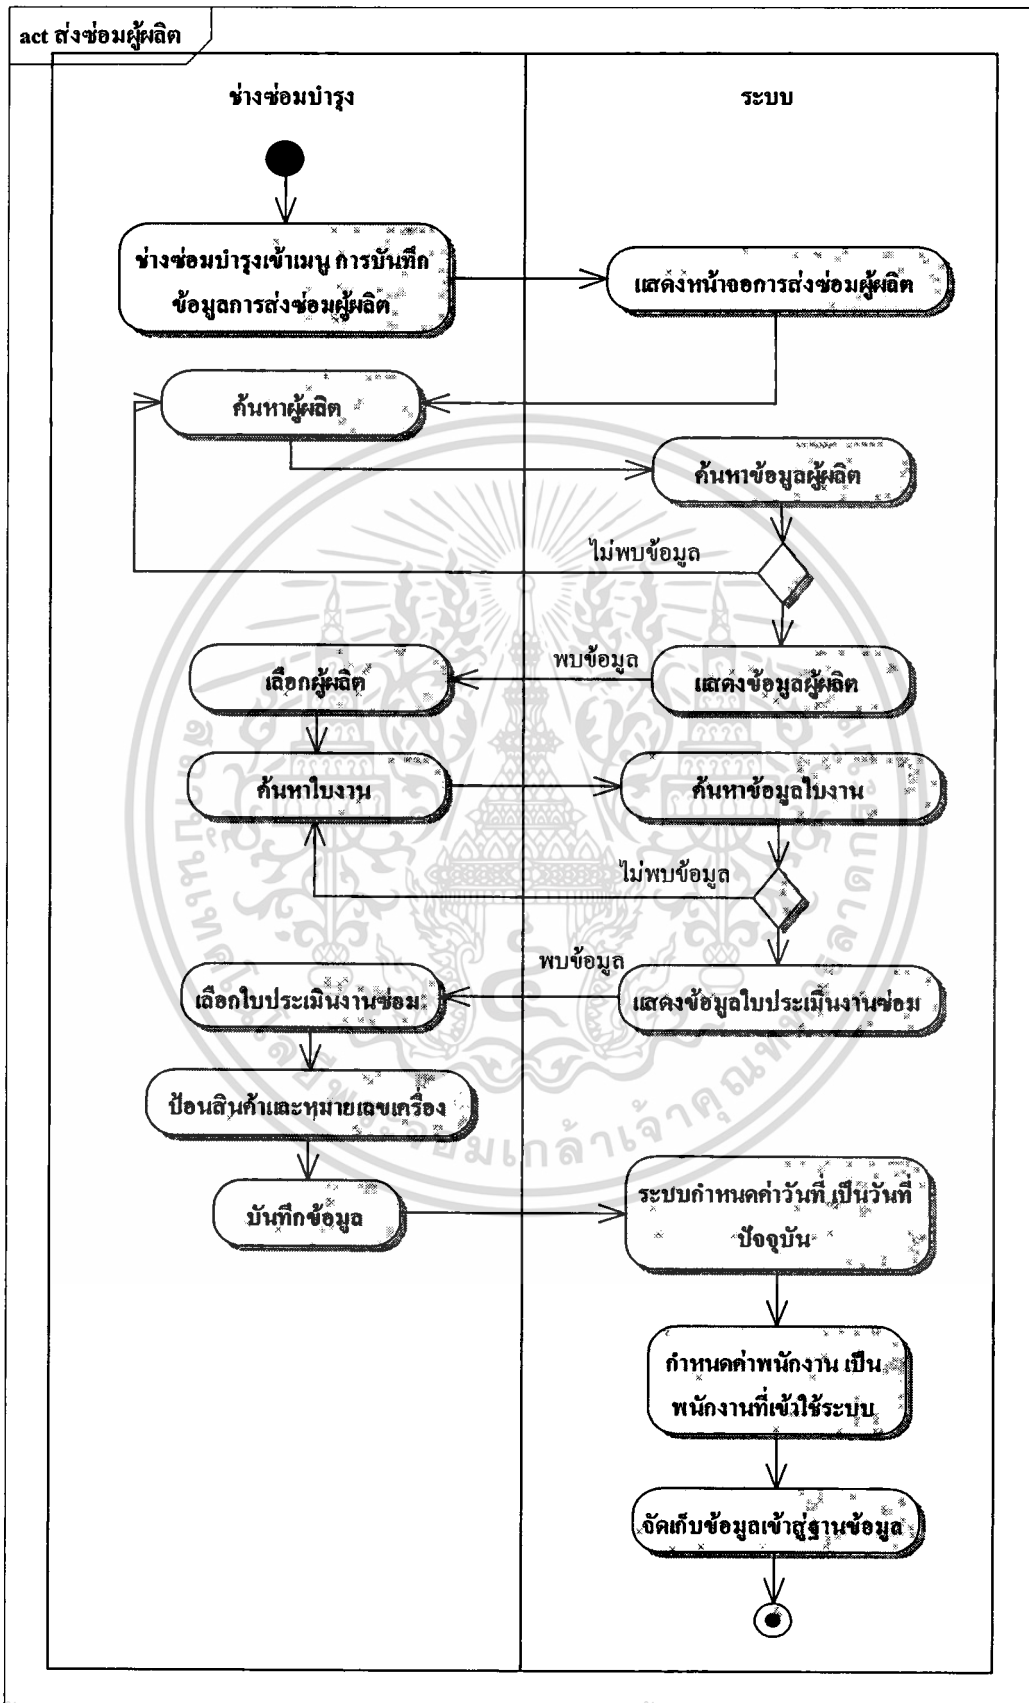 act ส่งซ่อมผู้ผลิต
ช่างซ่อมบำรุง
ระบบ
ช่างซ่อมบำรุงเข้าเมนู การบันทึก
ข้อมูลการส่งซ่อมผู้ผลิต
แสดงหน้าจอการส่งซ่อมผู้ผลิต
ค้นหาผู้ผลิต
ค้นหาข้อมูลผู้ผลิต
ไม่พบข้อมูล
พบข้อมูล
เลือกผู้ผลิต
แสดงข้อมูลผู้ผลิต
ค้นหาใบงาน
ค้นหาข้อมูลใบงาน
ไม่พบข้อมูล
พบข้อมูล
เลือกใบประเมินงานซ่อม
แสดงข้อมูลใบประเมินงานซ่อม
ป้อนสินค้าและหมายเลขเครื่อง
บันทึกข้อมูล
ระบบกำหนดค่าวันที่ เป็นวันที่
ปัจจุบัน
กำหนดค่าพนักงาน เป็น
พนักงานที่เข้าใช้ระบบ
จัดเก็บข้อมูลเข้าสู่ฐานข้อมูล